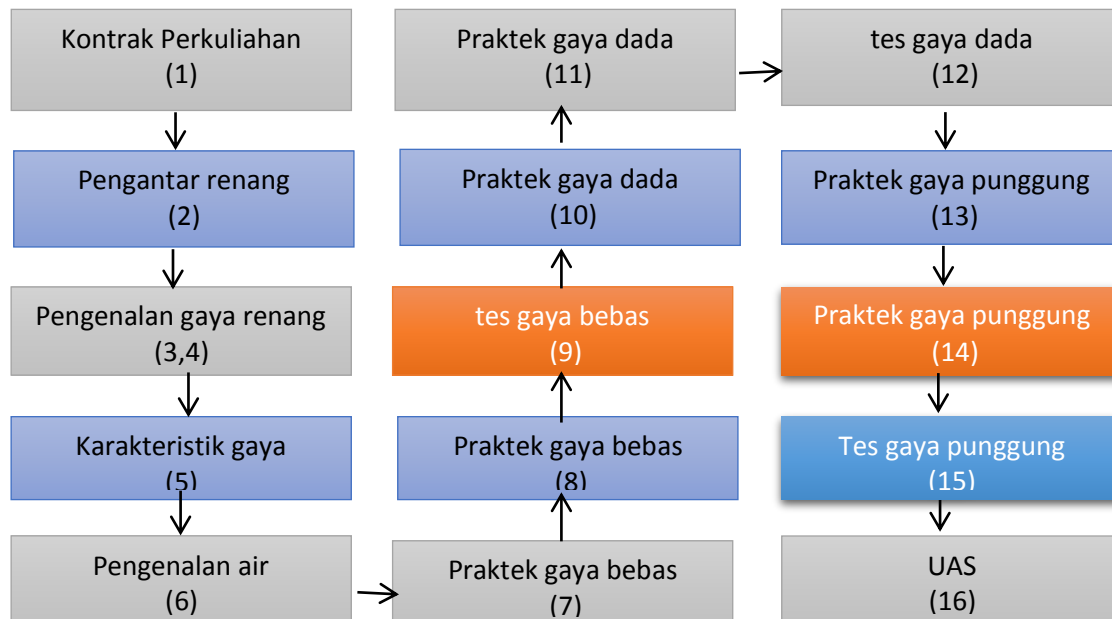 Kontrak Perkuliahan
(1)
Pengantar renang
(2)
Pengenalan gaya renang
(3,4)
Karakteristik gaya
(5)
Pengenalan air
(6)
Praktek gaya bebas
(7)
Praktek gaya bebas
(8)
tes gaya bebas
(9)
Praktek gaya dada
(10)
Praktek gaya dada
(11)
tes gaya dada
(12)
Praktek gaya punggung
(13)
Praktek gaya punggung
(14)
Tes gaya punggung
(15)
UAS
(16)